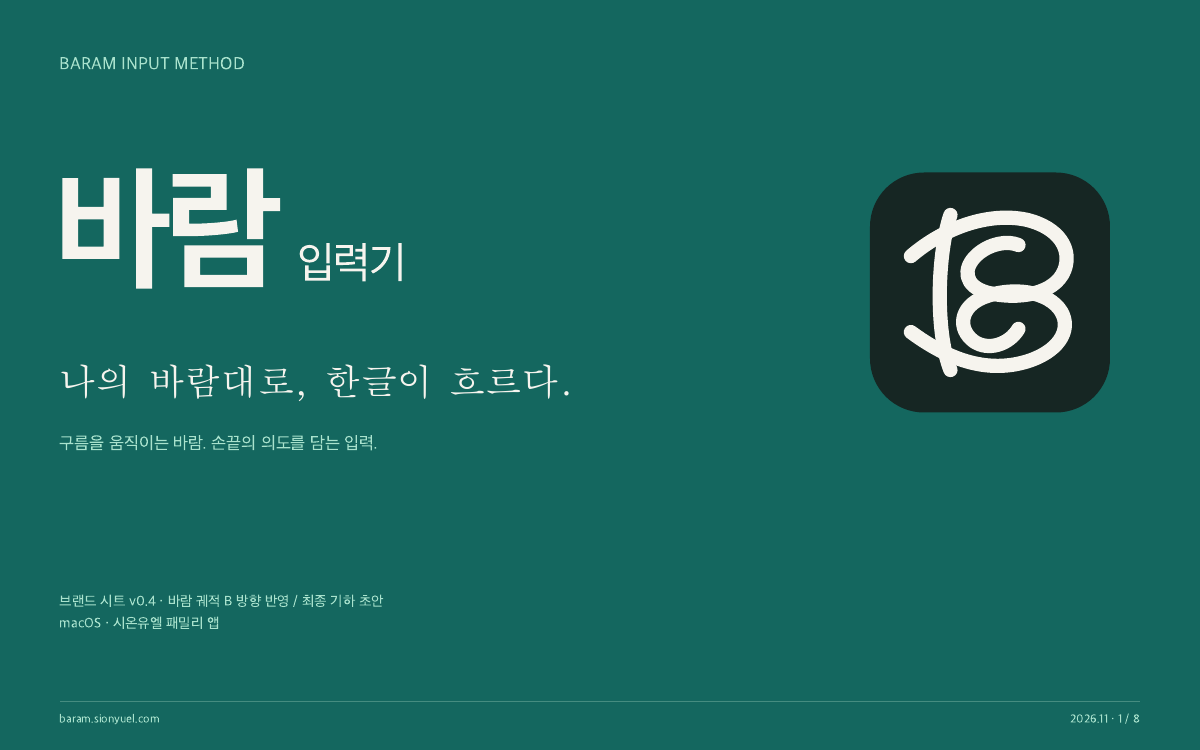 BARAM INPUT METHOD
바람 입력기
나의 바람대로, 한글이 흐르다.
구름을 움직이는 바람. 손끝의 의도를 담는 입력.
브랜드 시트 v0.4 · 바람 궤적 B 방향 반영 / 최종 기하 초안
macOS · 시온유엘 패밀리 앱
baram.sionyuel.com
2026.11 · 1 / 8